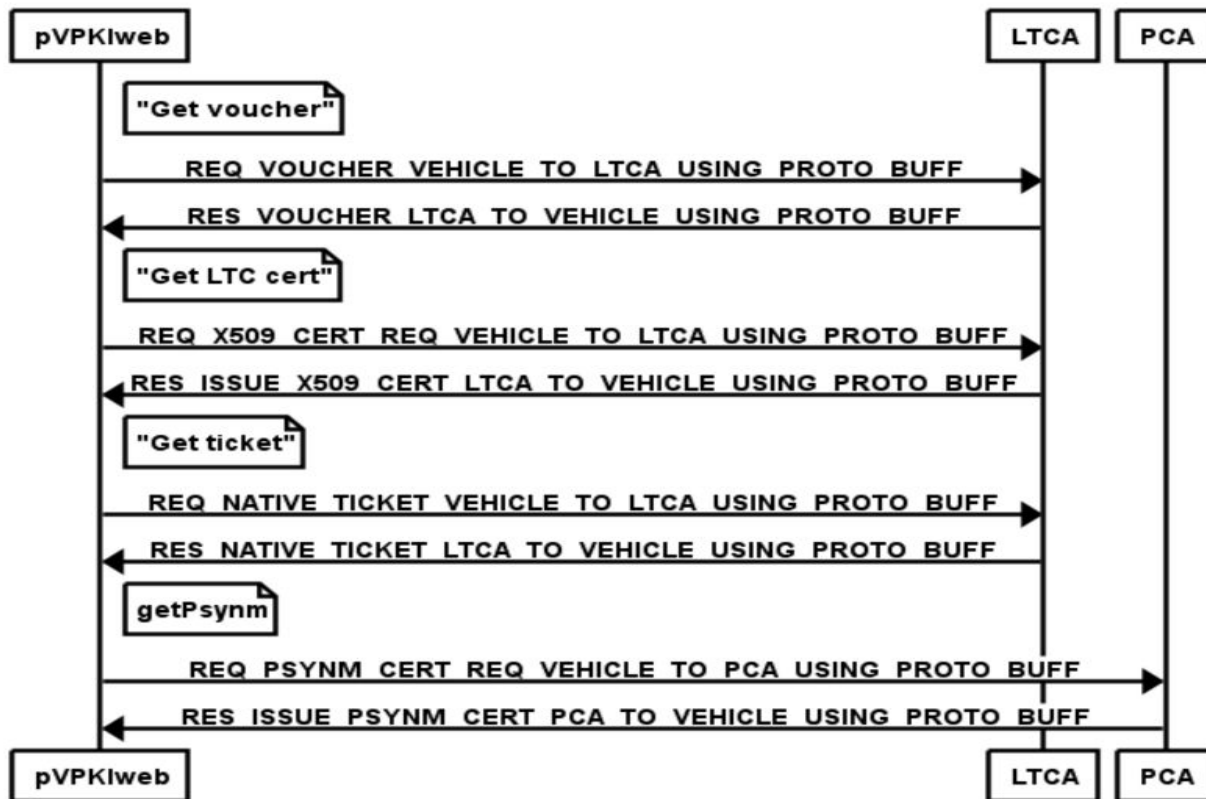 pVPKIweb LTCA PCA
"Get voucher"
REQ VOUCHER VEHICLE TO LTCA USING PROTO BUFF
RES VOUCHER LTCA TO VEHICLE USING PROTO BUFF
"Get LTC cert"
REQ X509 CERT REQ VEHICLE TO LTCA USING PROTO BUFF
RES ISSUE X509 CERT LTCA TO VEHICLE USING PROTO BUFF
"Get ticket"
REQ NATIVE TICKET VEHICLE TO LTCA USING PROTO BUFF
RES NATIVE TICKET LTCA TO VEHICLE USING PROTO BUFF
getPsynm
REQ PSYNM CERT REQ VEHICLE TO PCA USING PROTO BUFF
RES ISSUE PSYNM CERT PCA TO VEHICLE USING PROTO BUFF
pVPKIweb LTCA PCA